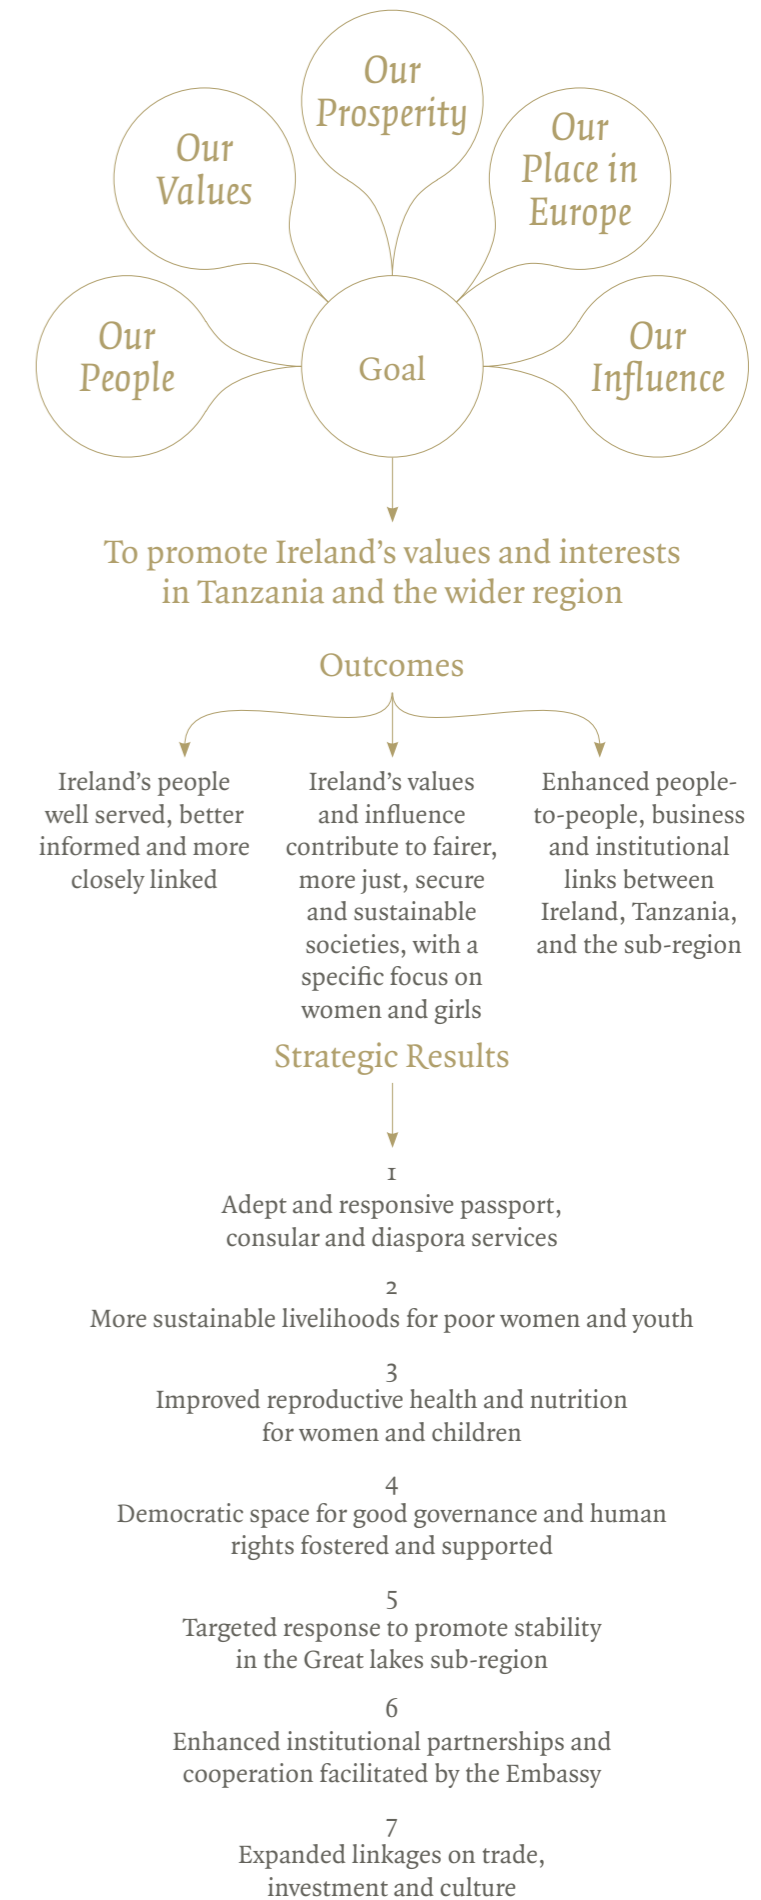 Our
Prosperity
Our
Values
Our
Place in
Europe
Our
People
Goal
Our
Influence
To promote Ireland’s values and interests
in Tanzania and the wider region
Outcomes
Ireland’s people
well served, better
informed and more
closely linked
Ireland’s values
and influence
contribute to fairer,
more just, secure
and sustainable
societies, with a
specific focus on
women and girls
Enhanced people-
to-people, business
and institutional
links between
Ireland, Tanzania,
and the sub-region
Strategic Results
1
Adept and responsive passport,
consular and diaspora services
2
More sustainable livelihoods for poor women and youth
3
Improved reproductive health and nutrition
for women and children
4
Democratic space for good governance and human
rights fostered and supported
5
Targeted response to promote stability
in the Great lakes sub-region
6
Enhanced institutional partnerships and
cooperation facilitated by the Embassy
7
Expanded linkages on trade,
investment and culture